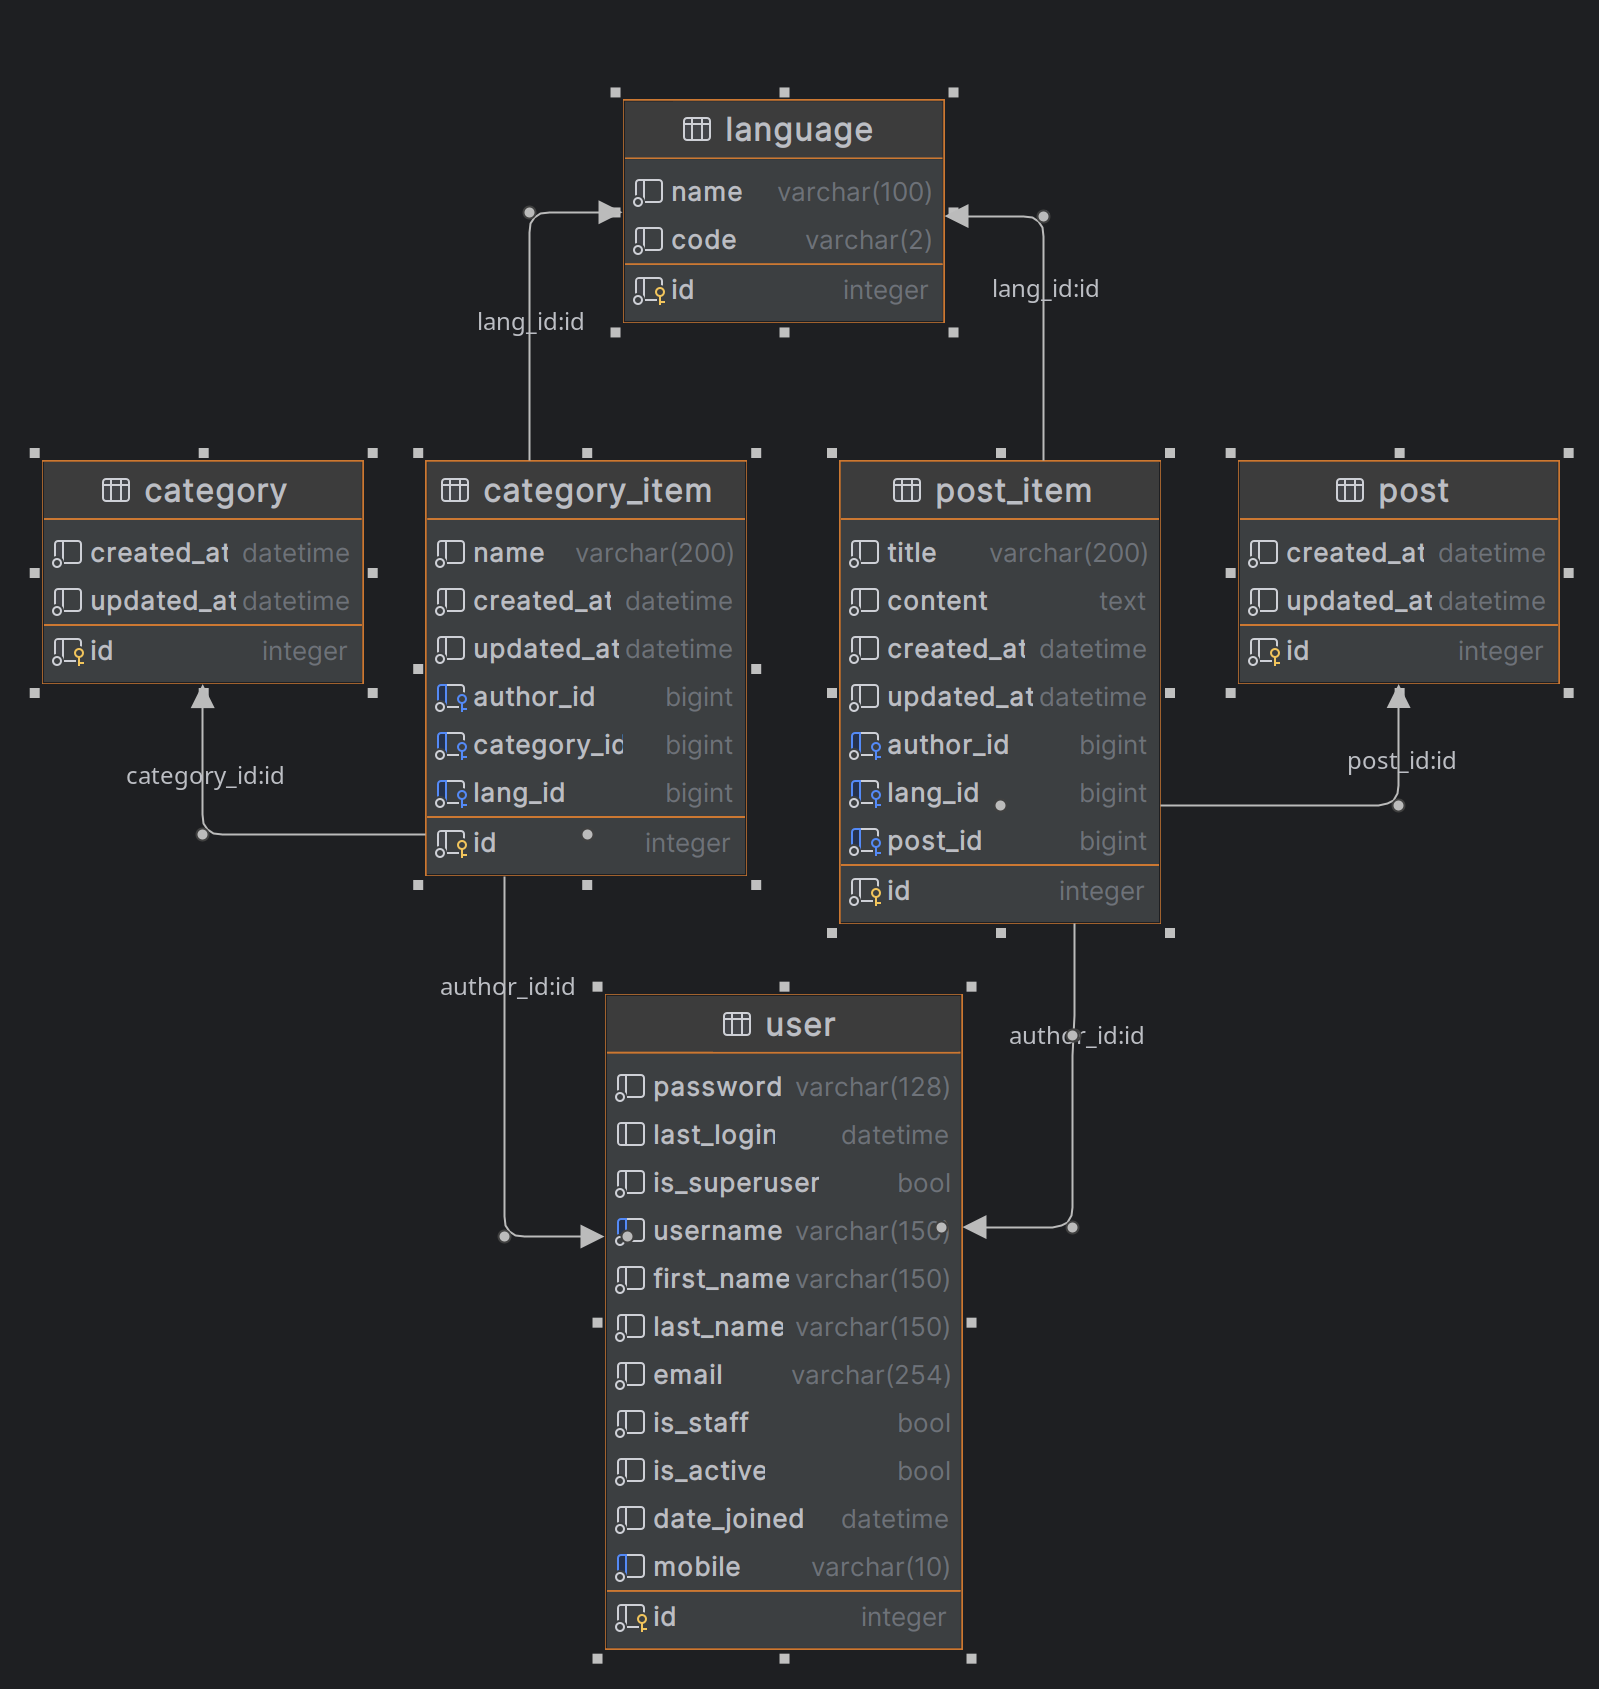 language
name varchar(100)
code varchar(2)
id integer
lang_id:id
lang_id:id
category
created_at datetime
updated_at datetime
id integer
category_item
name varchar(200)
created_at datetime
updated_at datetime
author_id bigint
category_id bigint
lang_id bigint
id integer
post_item
title varchar(200)
content text
created_at datetime
updated_at datetime
author_id bigint
lang_id bigint
post_id bigint
id integer
post
created_at datetime
updated_at datetime
id integer
category_id:id
post_id:id
author_id:id
author_id:id
user
password varchar(128)
last_login datetime
is_superuser bool
username varchar(150)
first_name varchar(150)
last_name varchar(150)
email varchar(254)
is_staff bool
is_active bool
date_joined datetime
mobile varchar(10)
id integer